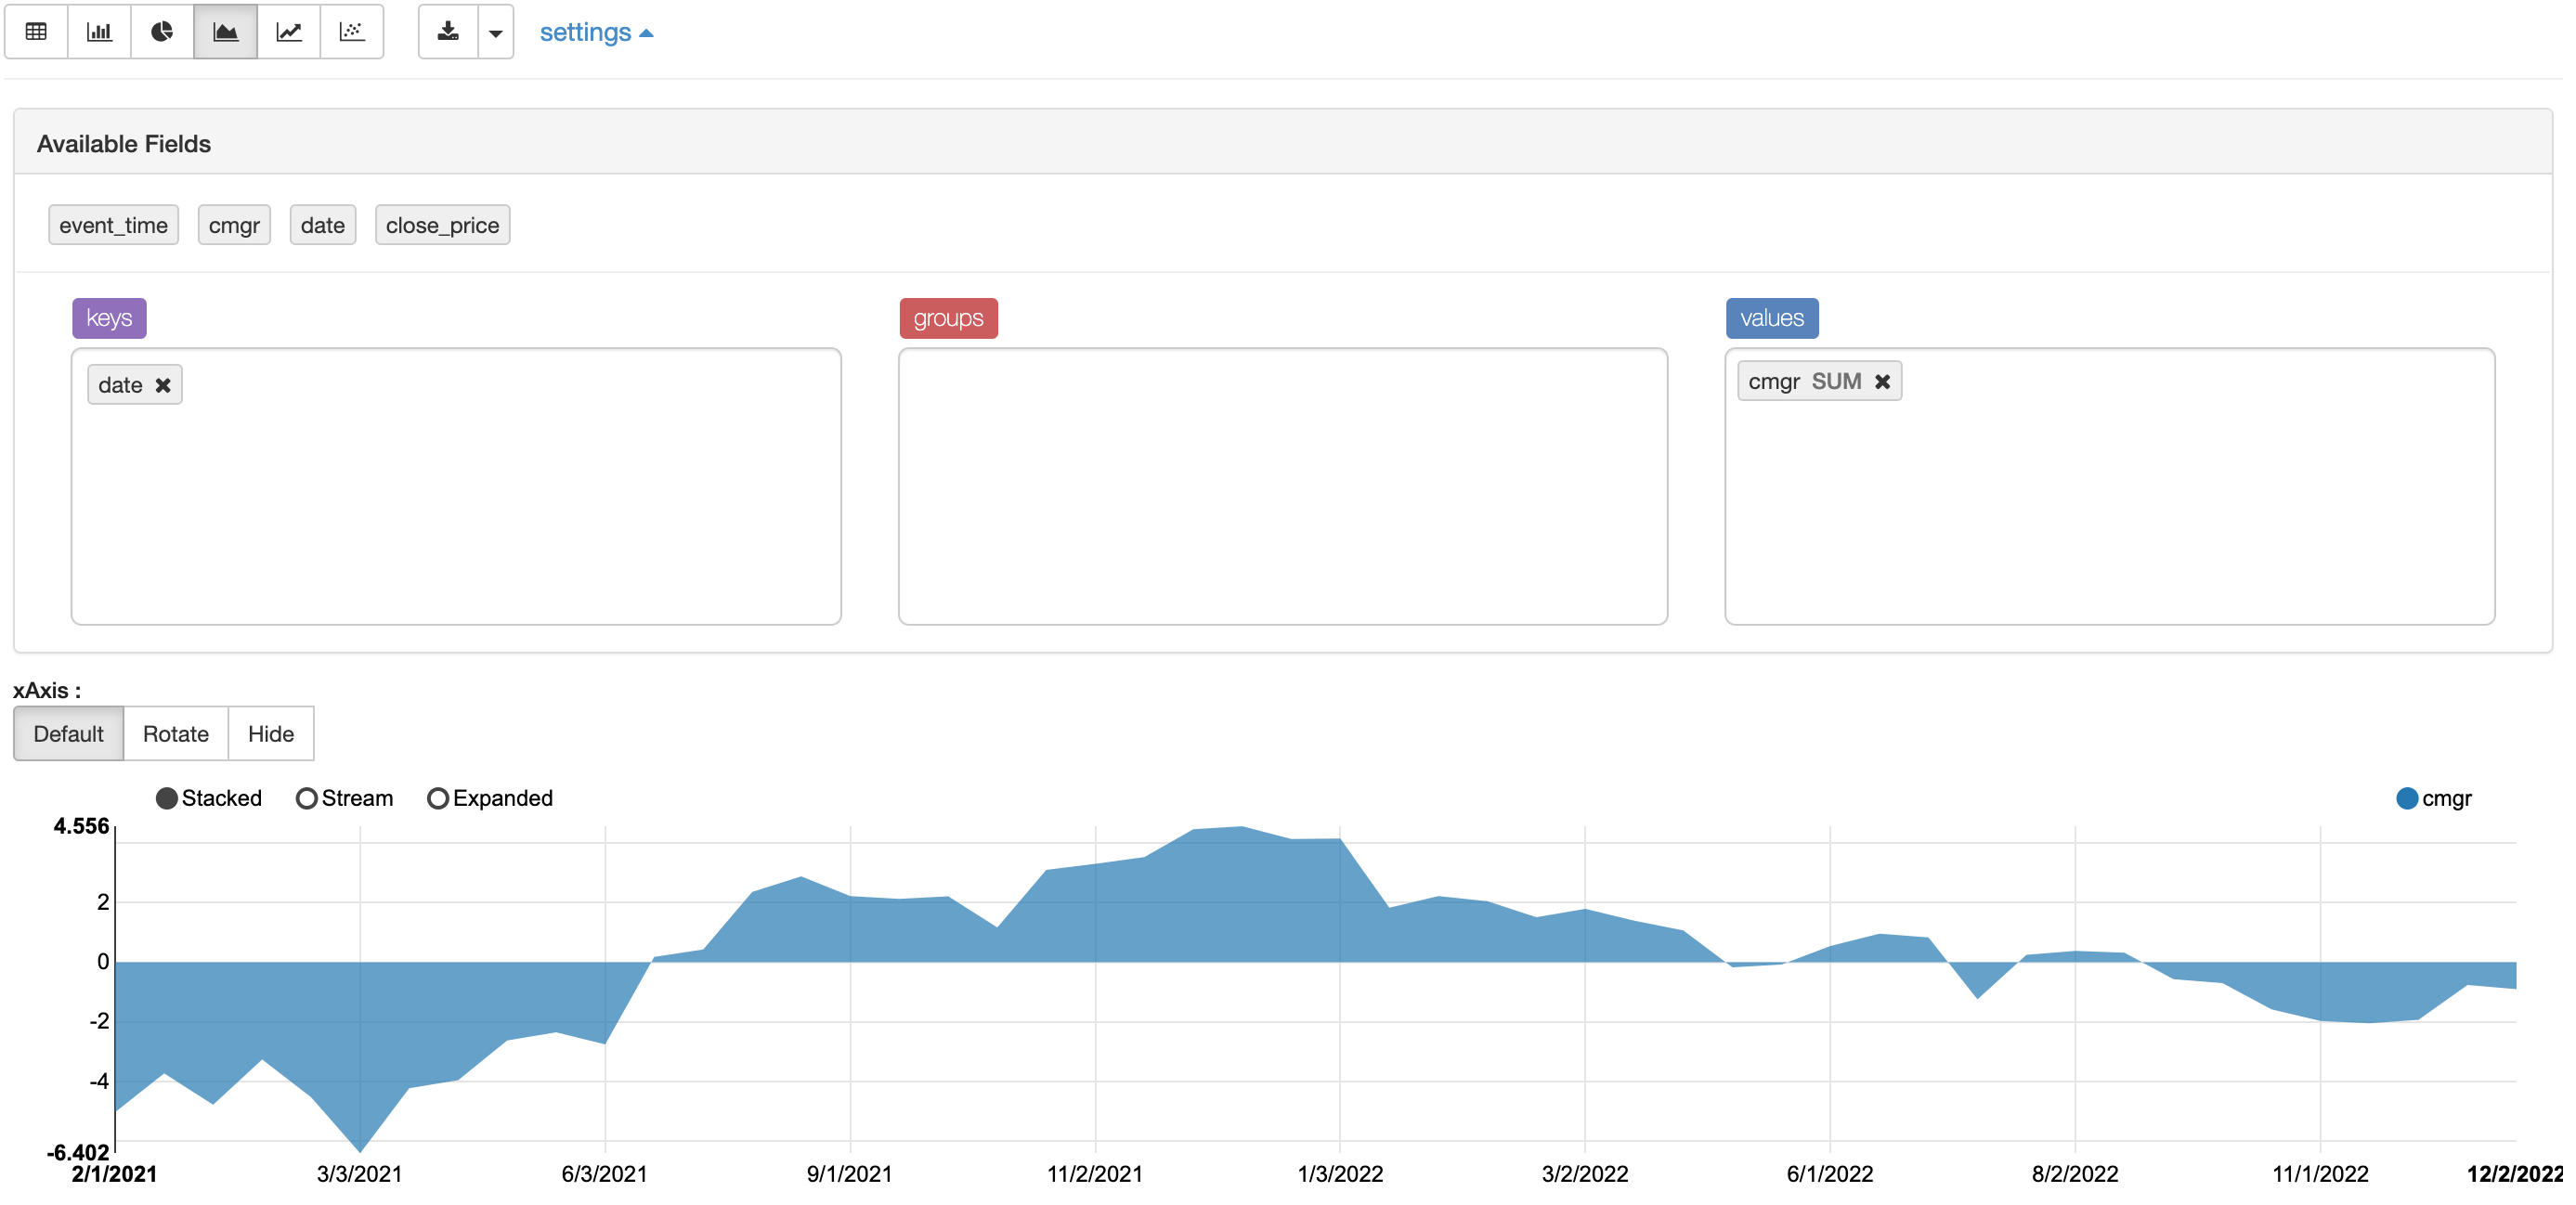 settings
Available Fields
event_time cmgr date close_price
keys groups values
date cmgr SUM
xAxis :
Default Rotate Hide
Stacked Stream Expanded cmgr
4.556
2
0
-2
-4
-6.402
2/1/2021 3/3/2021 6/3/2021 9/1/2021 11/2/2021 1/3/2022 3/2/2022 6/1/2022 8/2/2022 11/1/2022 12/2/2022